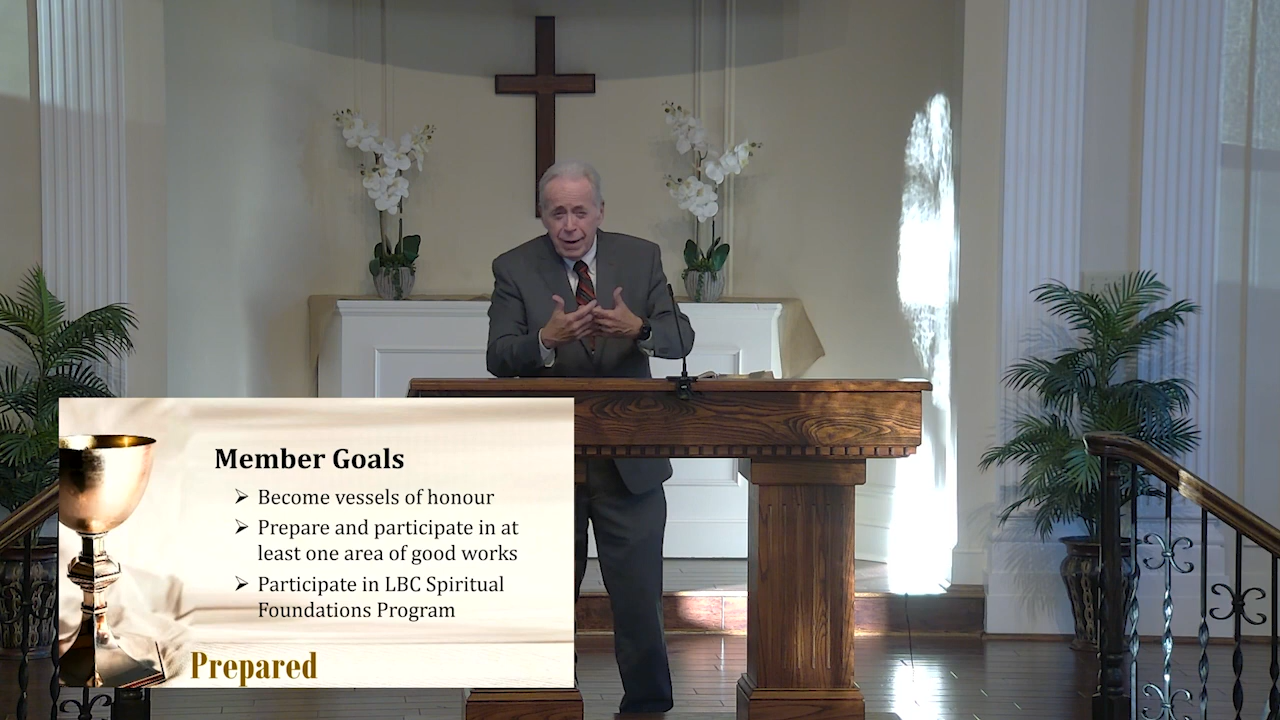 Member Goals
➢ Become vessels of honour
➢ Prepare and participate in at
least one area of good works
➢ Participate in LBC Spiritual
Foundations Program
Prepared